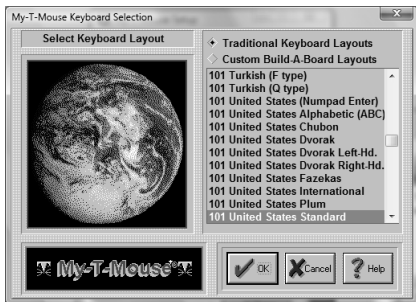 My-T-Mouse Keyboard Selection
Select Keyboard Layout
Traditional Keyboard Layouts
Custom Build-A-Board Layouts
101 Turkish (F type)
101 Turkish (Q type)
101 United States (Numpad Enter)
101 United States Alphabetic (ABC)
101 United States Chubon
101 United States Dvorak
101 United States Dvorak Left-Hd.
101 United States Dvorak Right-Hd.
101 United States Fazekas
101 United States International
101 United States Plum
101 United States Standard
My-T-Mouse®
OK
Cancel
Help